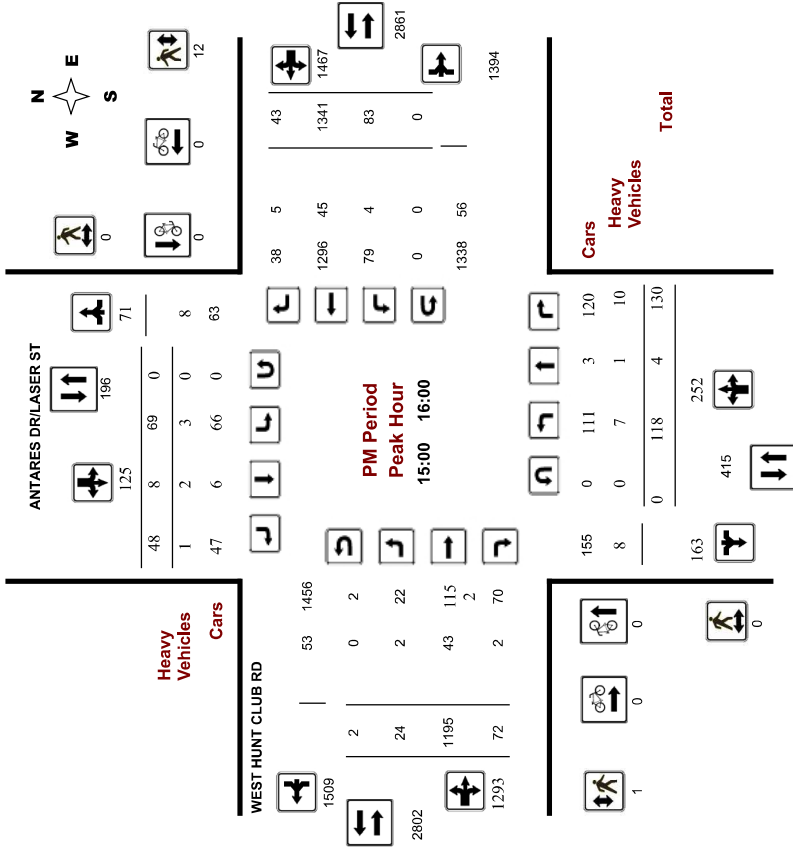 N
W E
S
12
0
0
0
ANTARES DR/LASER ST
196
125
71
48 8 69 0
1 2 3 0 8
47 6 66 0 63
Heavy
Vehicles
Cars
2861
1467
1394
38 5 43
1296 45 1341
79 4 83
0 0 0
1338 56
PM Period
Peak Hour
15:00 16:00
WEST HUNT CLUB RD
1509
2802
1293
53 1456
2 0 2
24 2 22
1195 43 115
2
72 2 70
Cars
Heavy
Vehicles
Total
155 0 111 3 120
8 0 7 1 10
0 118 4 130
163
415
252
1
0
0
0